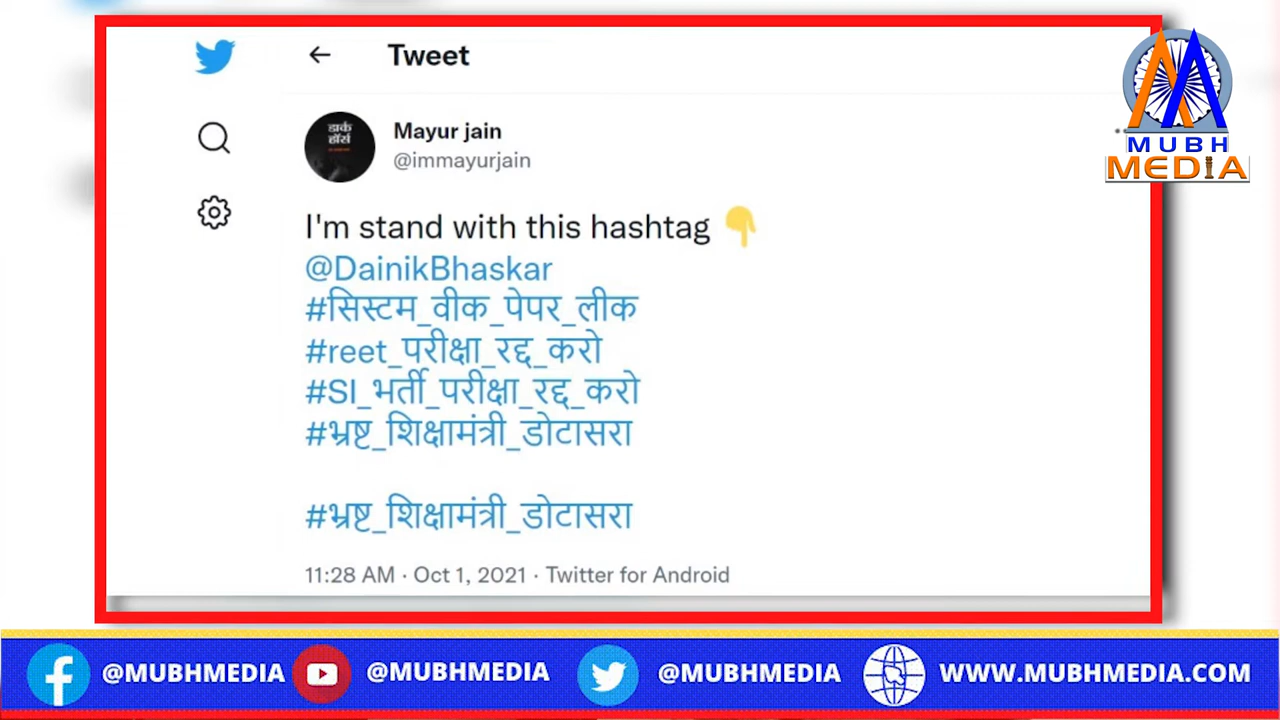 Tweet
डार्क
हॉर्स
Mayur jain
@immayurjain
I'm stand with this hashtag 👇
@DainikBhaskar
#सिस्टम_वीक_पेपर_लीक
#reet_परीक्षा_रद्द_करो
#SI_भर्ती_परीक्षा_रद्द_करो
#भ्रष्ट_शिक्षामंत्री_डोटासरा
#भ्रष्ट_शिक्षामंत्री_डोटासरा
11:28 AM · Oct 1, 2021 · Twitter for Android
MUBH
MEDIA
@MUBHMEDIA @MUBHMEDIA @MUBHMEDIA WWW.MUBHMEDIA.COM